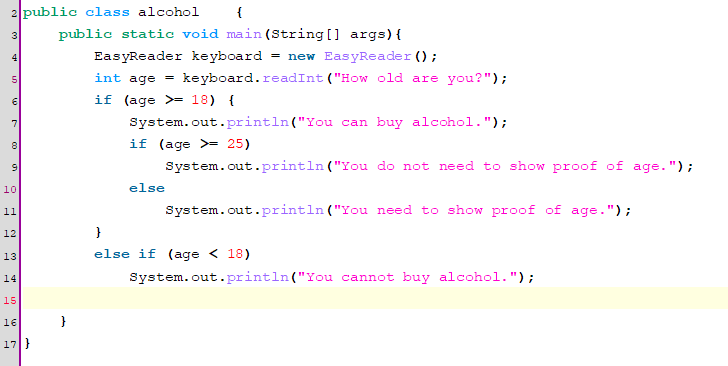 2 public class alcohol {
3 public static void main(String[] args){
4 EasyReader keyboard = new EasyReader();
5 int age = keyboard.readInt("How old are you?");
6 if (age >= 18) {
7 System.out.println("You can buy alcohol.");
8 if (age >= 25)
9 System.out.println("You do not need to show proof of age.");
10 else
11 System.out.println("You need to show proof of age.");
12 }
13 else if (age < 18)
14 System.out.println("You cannot buy alcohol.");
15
16 }
17 }